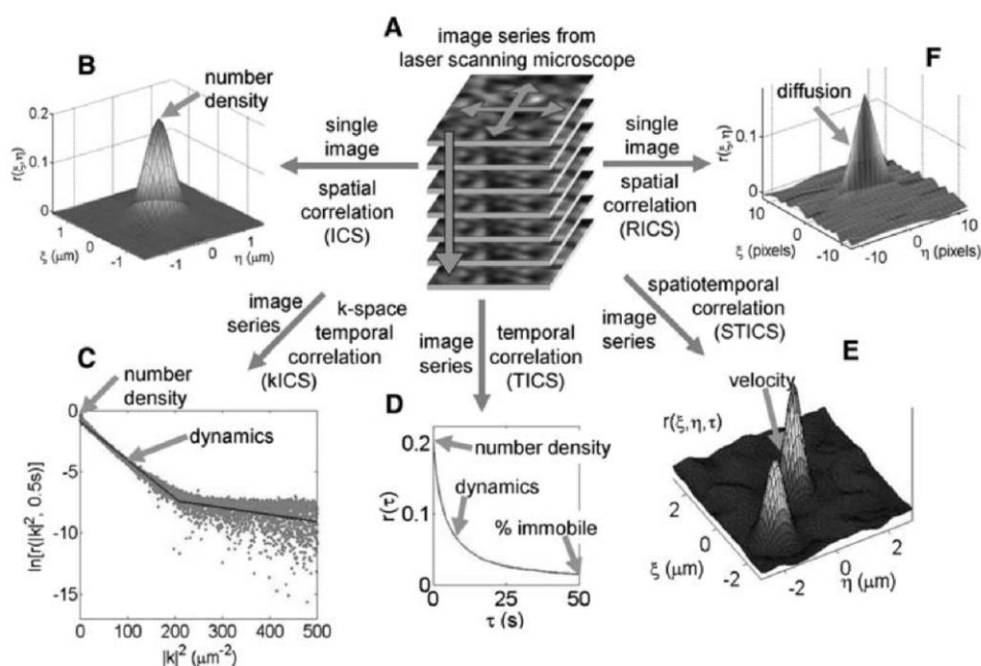 A
image series from
laser scanning microscope
B
number
density
0.2
0.1
0
r(ξ,η)
1
0
-1
ξ (μm)
-1
0
1
η (μm)
single
image
spatial
correlation
(ICS)
single
image
spatial
correlation
(RICS)
F
diffusion
0.1
0
r(ξ,η)
10
0
-10
ξ (pixels)
-10
0
10
η (pixels)
image
series
k-space
temporal
correlation
(kICS)
image
series
temporal
correlation
(TICS)
spatiotemporal
correlation
(STICS)
image
series
C
number
density
dynamics
0
-5
-10
-15
ln[r(|k|², 0.5s)]
0
100
200
300
400
500
|k|² (μm⁻²)
D
0.2
0.1
0
r(τ)
number density
dynamics
% immobile
0
25
50
τ (s)
E
velocity
r(ξ,η,τ)
2
0
-2
ξ (μm)
-2
0
2
η (μm)